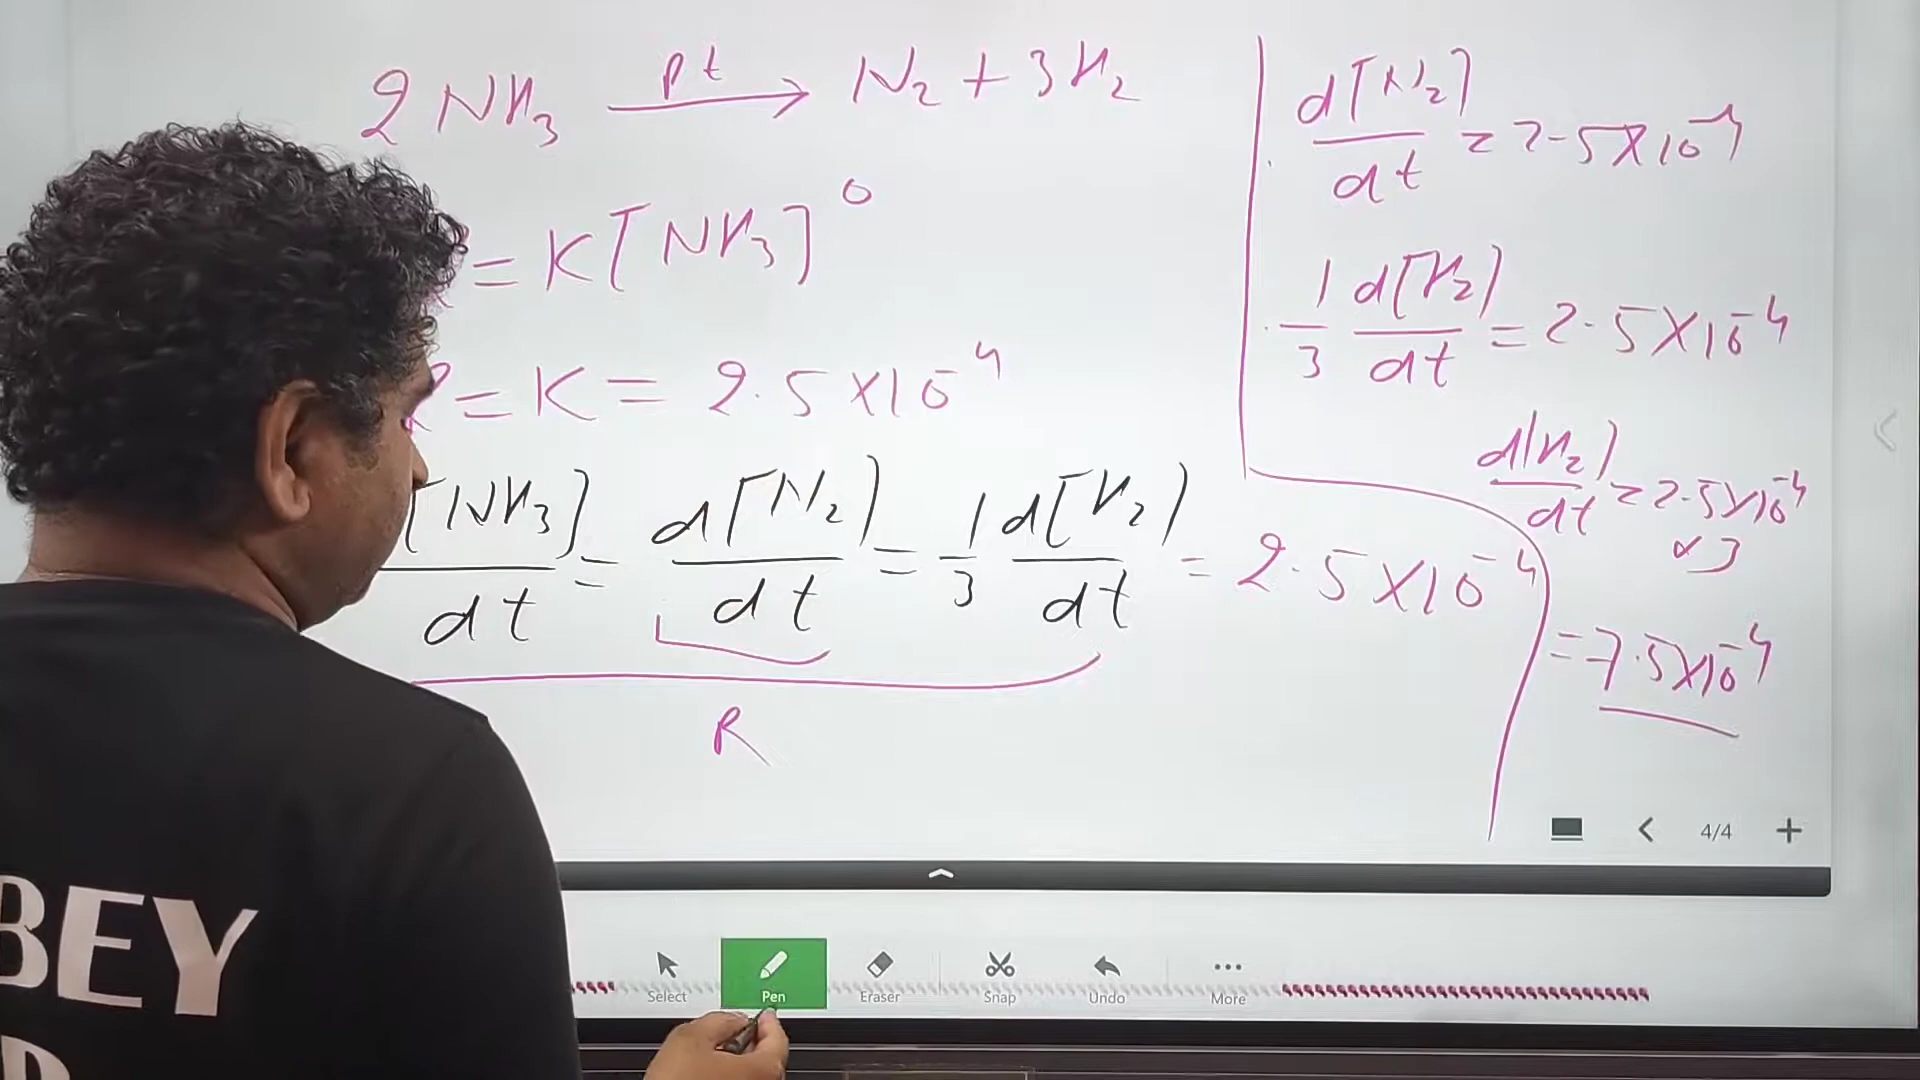 2NH₃ —Pt→ N₂ + 3H₂
= K[NH₃]⁰
R = K = 2.5 × 10⁻⁴
[NH₃]/dt = d[N₂]/dt = 1/3 d[H₂]/dt = 2.5 × 10⁻⁴
R
d[N₂]/dt = 2.5 × 10⁻⁴
1/3 d[H₂]/dt = 2.5 × 10⁻⁴
d[H₂]/dt = 2.5 × 10⁻⁴
× 3
= 7.5 × 10⁻⁴
4/4
Select Pen Eraser Snap Undo More
BEY